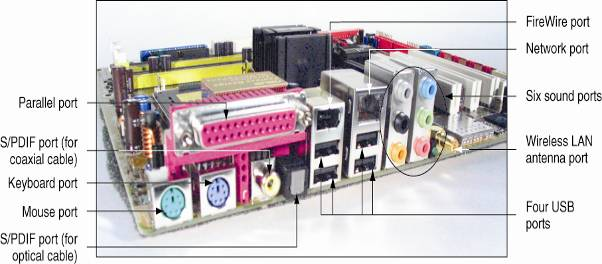 Parallel port
S/PDIF port (for
coaxial cable)
Keyboard port
Mouse port
S/PDIF port (for
optical cable)
FireWire port
Network port
Six sound ports
Wireless LAN
antenna port
Four USB
ports